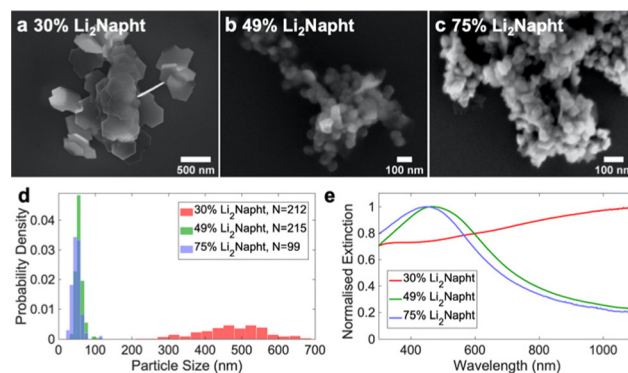 a 30% Li₂Napht
500 nm
b 49% Li₂Napht
100 nm
c 75% Li₂Napht
100 nm
d
Probability Density
0.04
0.03
0.02
0.01
0
30% Li₂Napht, N=212
49% Li₂Napht, N=215
75% Li₂Napht, N=99
0 100 200 300 400 500 600 700
Particle Size (nm)
e
Normalised Extinction
1
0.8
0.6
0.4
0.2
0
30% Li₂Napht
49% Li₂Napht
75% Li₂Napht
400 600 800 1000
Wavelength (nm)